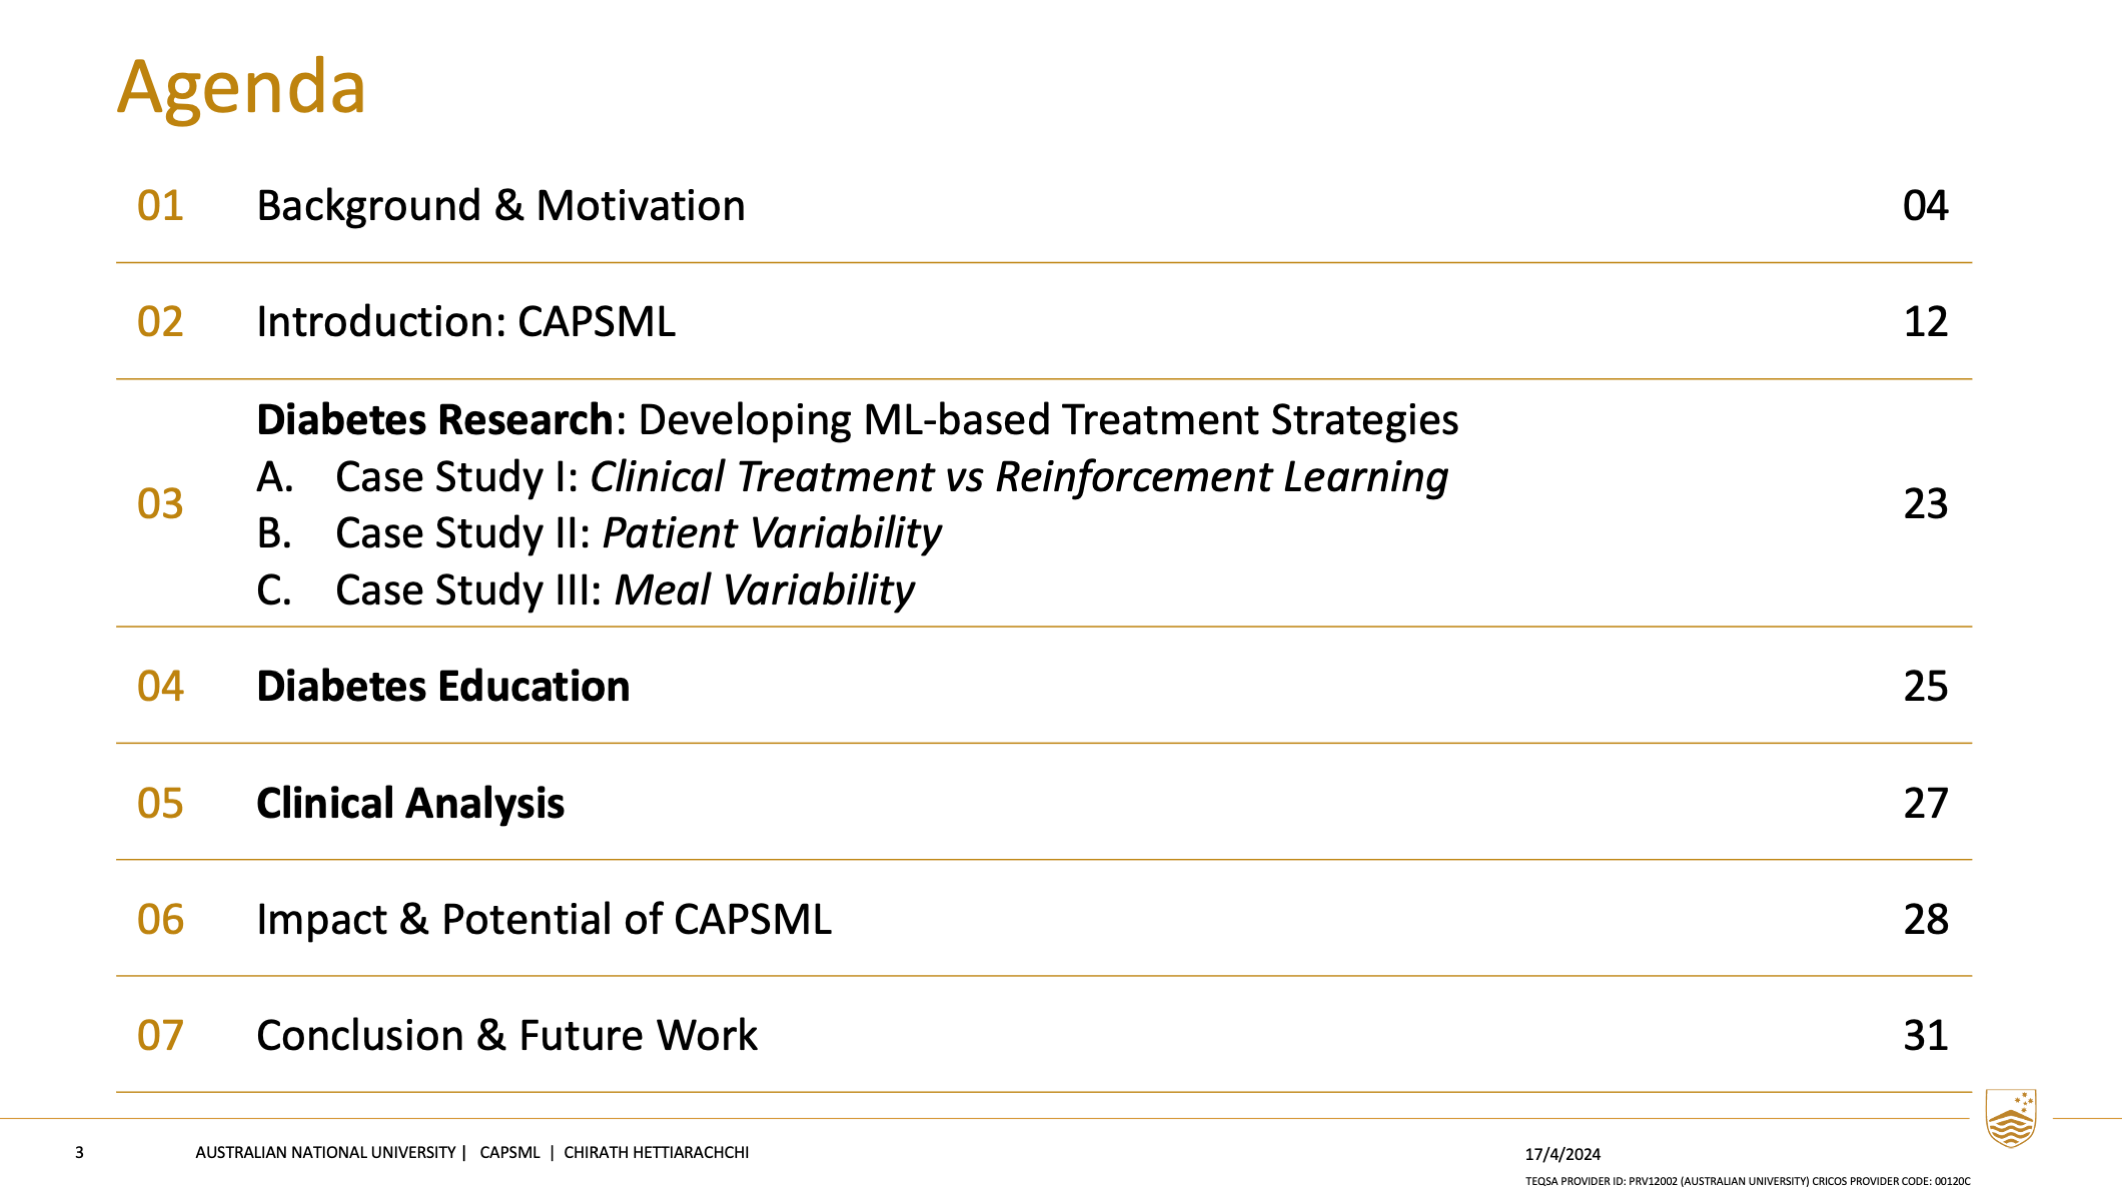 Agenda
01 Background & Motivation 04
02 Introduction: CAPSML 12
Diabetes Research: Developing ML-based Treatment Strategies
A. Case Study I: Clinical Treatment vs Reinforcement Learning
03 23
B. Case Study II: Patient Variability
C. Case Study III: Meal Variability
04 Diabetes Education 25
05 Clinical Analysis 27
06 Impact & Potential of CAPSML 28
07 Conclusion & Future Work 31
3 AUSTRALIAN NATIONAL UNIVERSITY | CAPSML | CHIRATH HETTIARACHCHI 17/4/2024
TEQSA PROVIDER ID: PRV12002 (AUSTRALIAN UNIVERSITY) CRICOS PROVIDER CODE: 00120C